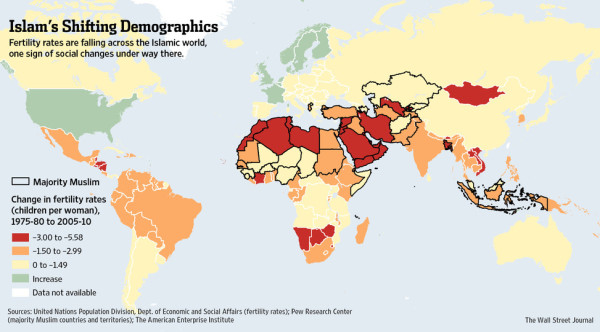 Islam's Shifting Demographics
Fertility rates are falling across the Islamic world,
one sign of social changes under way there.
Majority Muslim
Change in fertility rates
(children per woman),
1975-80 to 2005-10
–3.00 to –5.58
–1.50 to –2.99
0 to –1.49
Increase
Data not available
Sources: United Nations Population Division, Dept. of Economic and Social Affairs (fertility rates); Pew Research Center
(majority Muslim countries and territories); The American Enterprise Institute
The Wall Street Journal